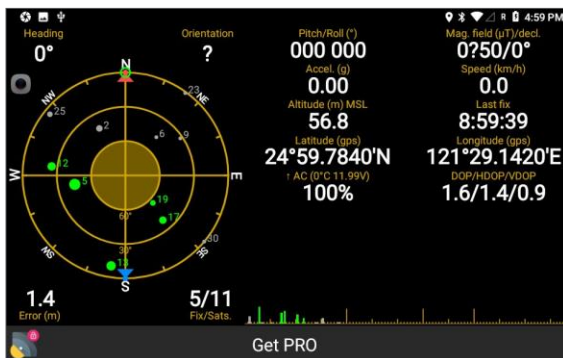 R 4:59 PM
Heading
0°
Orientation
?
Pitch/Roll (°)
000 000
Mag. field (µT)/decl.
0?50/0°
Accel. (g)
0.00
Speed (km/h)
0.0
Altitude (m) MSL
56.8
Last fix
8:59:39
Latitude (gps)
24°59.7840'N
Longitude (gps)
121°29.1420'E
↑ AC (0°C 11.99V)
100%
DOP/HDOP/VDOP
1.6/1.4/0.9
N
NW
NE
23
25
2
6
9
12
5
W
E
19
17
60°
30°
30
13
SW
SE
S
1.4
Error (m)
5/11
Fix/Sats.
Get PRO